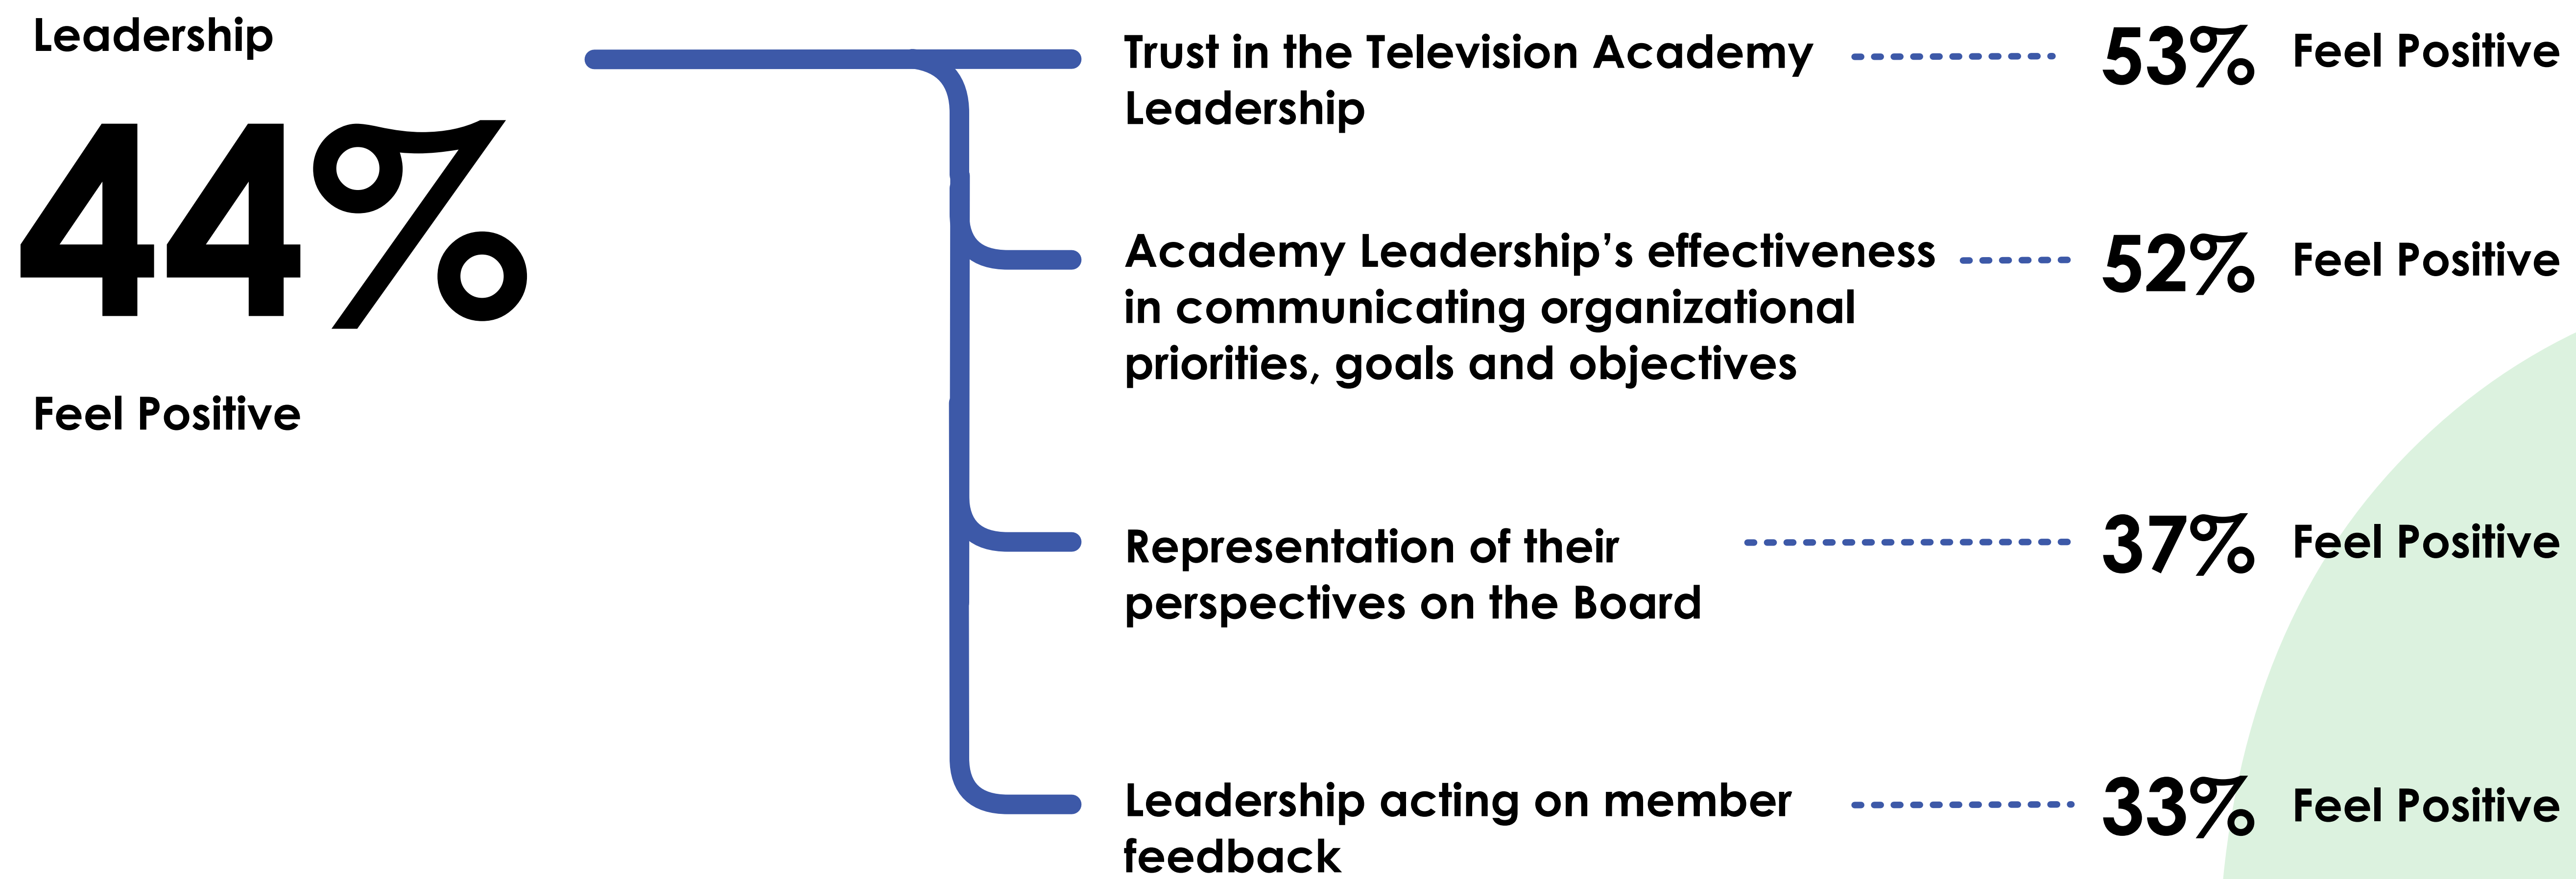 Leadership
44%
Feel Positive
Trust in the Television Academy
Leadership
53% Feel Positive
Academy Leadership’s effectiveness
in communicating organizational
priorities, goals and objectives
52% Feel Positive
Representation of their
perspectives on the Board
37% Feel Positive
Leadership acting on member
feedback
33% Feel Positive